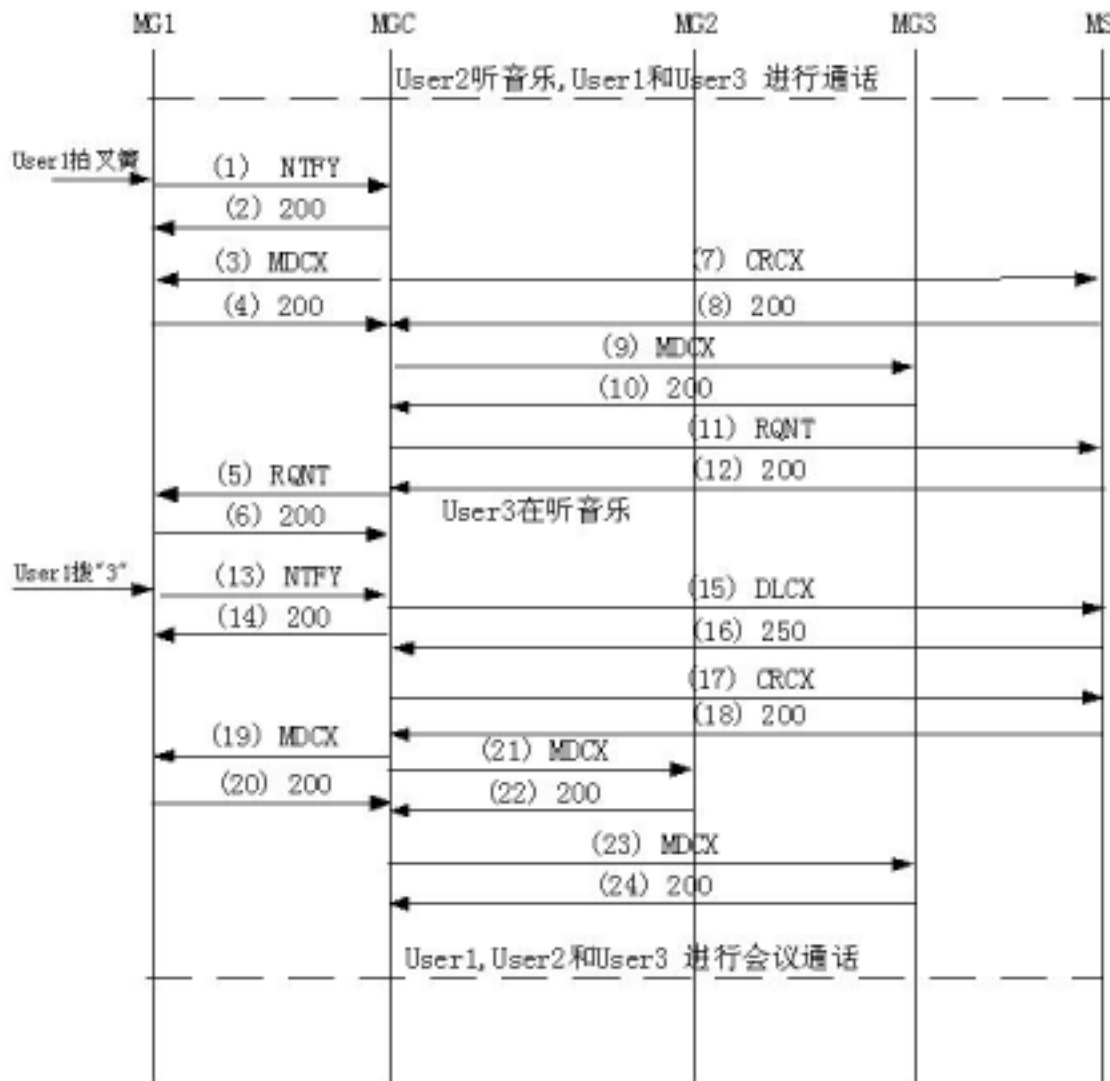 MG1 MGC MG2 MG3 MS
User2听音乐,User1和User3 进行通话
User1拍叉簧
(1) NTFY
(2) 200
(3) MDCX
(7) CRCX
(4) 200
(8) 200
(9) MDCX
(10) 200
(11) RQNT
(12) 200
(5) RQNT
User3在听音乐
(6) 200
User1拨"3"
(13) NTFY
(15) DLCX
(14) 200
(16) 250
(17) CRCX
(18) 200
(19) MDCX
(21) MDCX
(20) 200
(22) 200
(23) MDCX
(24) 200
User1,User2和User3 进行会议通话